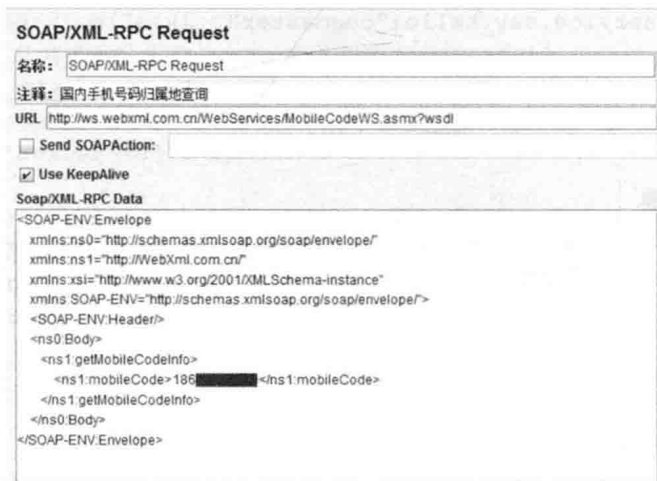 SOAP/XML-RPC Request
名称： SOAP/XML-RPC Request
注释：国内手机号码归属地查询
URL http://ws.webxml.com.cn/WebServices/MobileCodeWS.asmx?wsdl
Send SOAPAction:
Use KeepAlive
Soap/XML-RPC Data
<SOAP-ENV:Envelope
xmlns:ns0="http://schemas.xmlsoap.org/soap/envelope/"
xmlns:ns1="http://WebXml.com.cn/"
xmlns:xsi="http://www.w3.org/2001/XMLSchema-instance"
xmlns:SOAP-ENV="http://schemas.xmlsoap.org/soap/envelope/">
<SOAP-ENV:Header/>
<ns0:Body>
<ns1:getMobileCodeInfo>
<ns1:mobileCode>186</ns1:mobileCode>
</ns1:getMobileCodeInfo>
</ns0:Body>
</SOAP-ENV:Envelope>